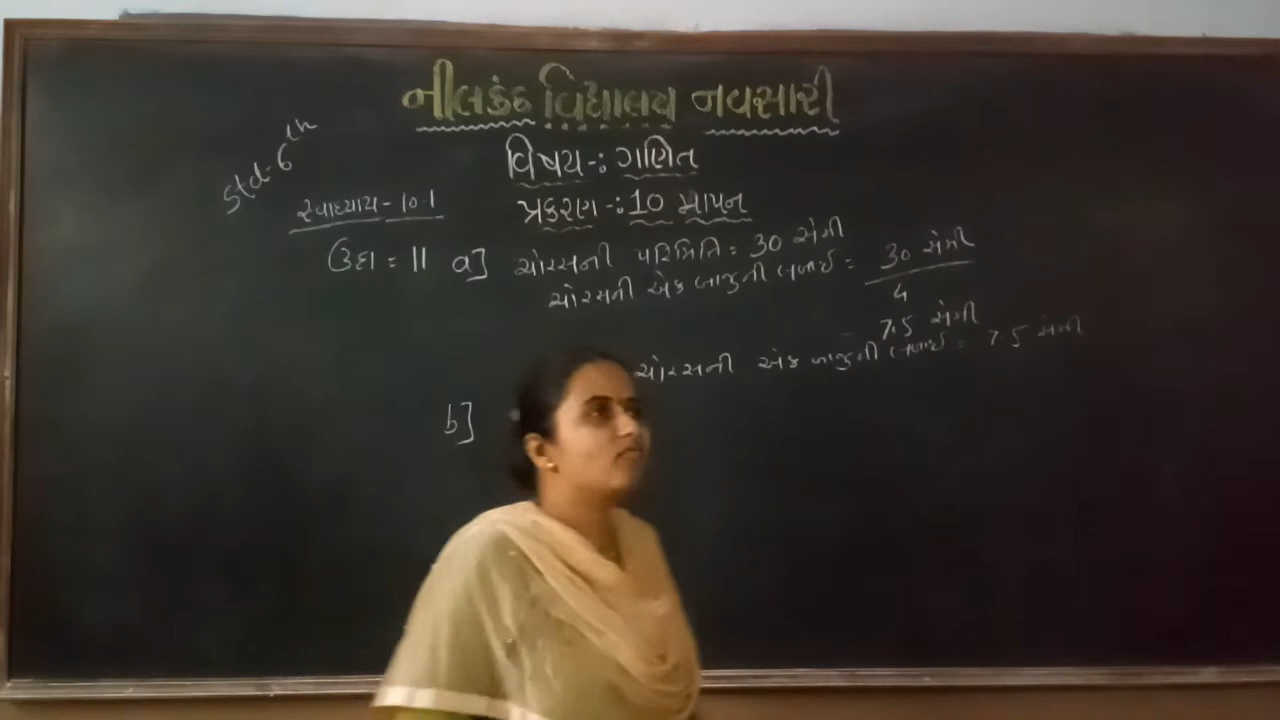 નીલકંઠ વિદ્યાલય નવસારી
Std:6th
વિષય-: ગણિત
સ્વાધ્યાય-10.1
પ્રકરણ-: 10 માપન
ઉદા = 11 a] ચોરસની પરિમિતિ = 30 સેમી
ચોરસની એક બાજુની લંબાઈ = 30 સેમી
4
7.5 સેમી
ચોરસની એક બાજુની લંબાઈ = 7.5 સેમી
b]